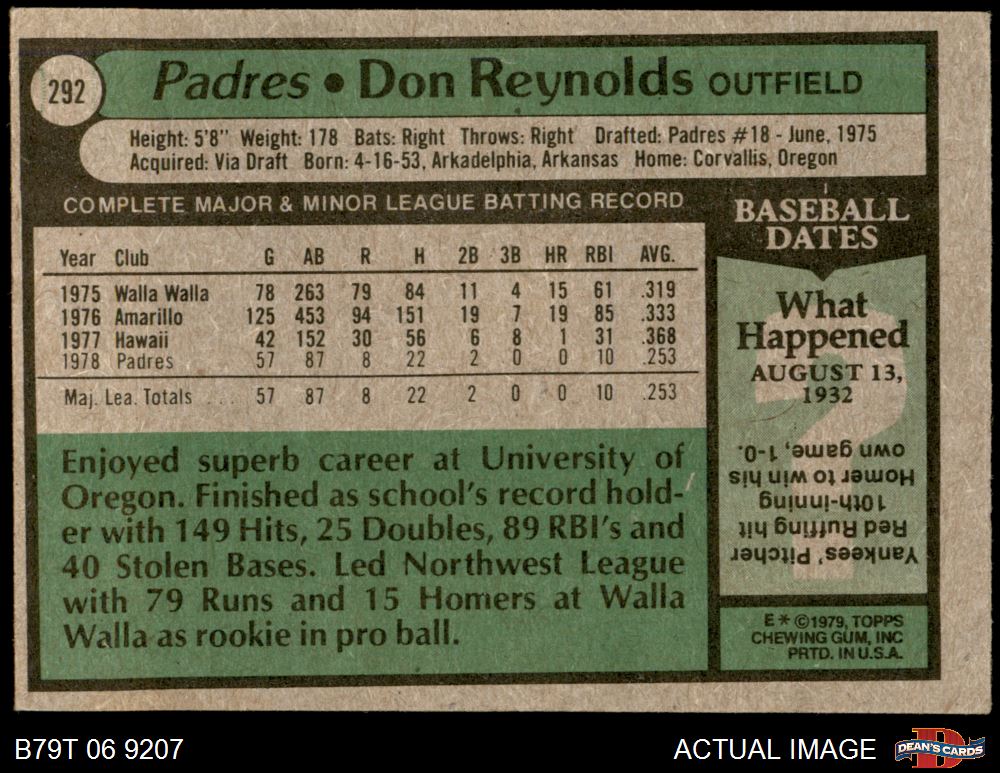 292
Padres • Don Reynolds OUTFIELD
Height: 5'8" Weight: 178 Bats: Right Throws: Right Drafted: Padres #18 - June, 1975
Acquired: Via Draft Born: 4-16-53, Arkadelphia, Arkansas Home: Corvallis, Oregon
COMPLETE MAJOR & MINOR LEAGUE BATTING RECORD
Year Club G AB R H 2B 3B HR RBI AVG.
1975 Walla Walla 78 263 79 84 11 4 15 61 .319
1976 Amarillo 125 453 94 151 19 7 19 85 .333
1977 Hawaii 42 152 30 56 6 8 1 31 .368
1978 Padres 57 87 8 22 2 0 0 10 .253
Maj. Lea. Totals ... 57 87 8 22 2 0 0 10 .253
Enjoyed superb career at University of
Oregon. Finished as school's record hold-
er with 149 Hits, 25 Doubles, 89 RBI's and
40 Stolen Bases. Led Northwest League
with 79 Runs and 15 Homers at Walla
Walla as rookie in pro ball.
BASEBALL
DATES
What
Happened
AUGUST 13,
1932
Yankees' Pitcher
Red Ruffing hit
10th-inning
Homer to win his
own game, 1-0.
E * ©1979, TOPPS
CHEWING GUM, INC
PRTD. IN U.S.A.
B79T 06 9207
ACTUAL IMAGE
DEAN'S CARDS